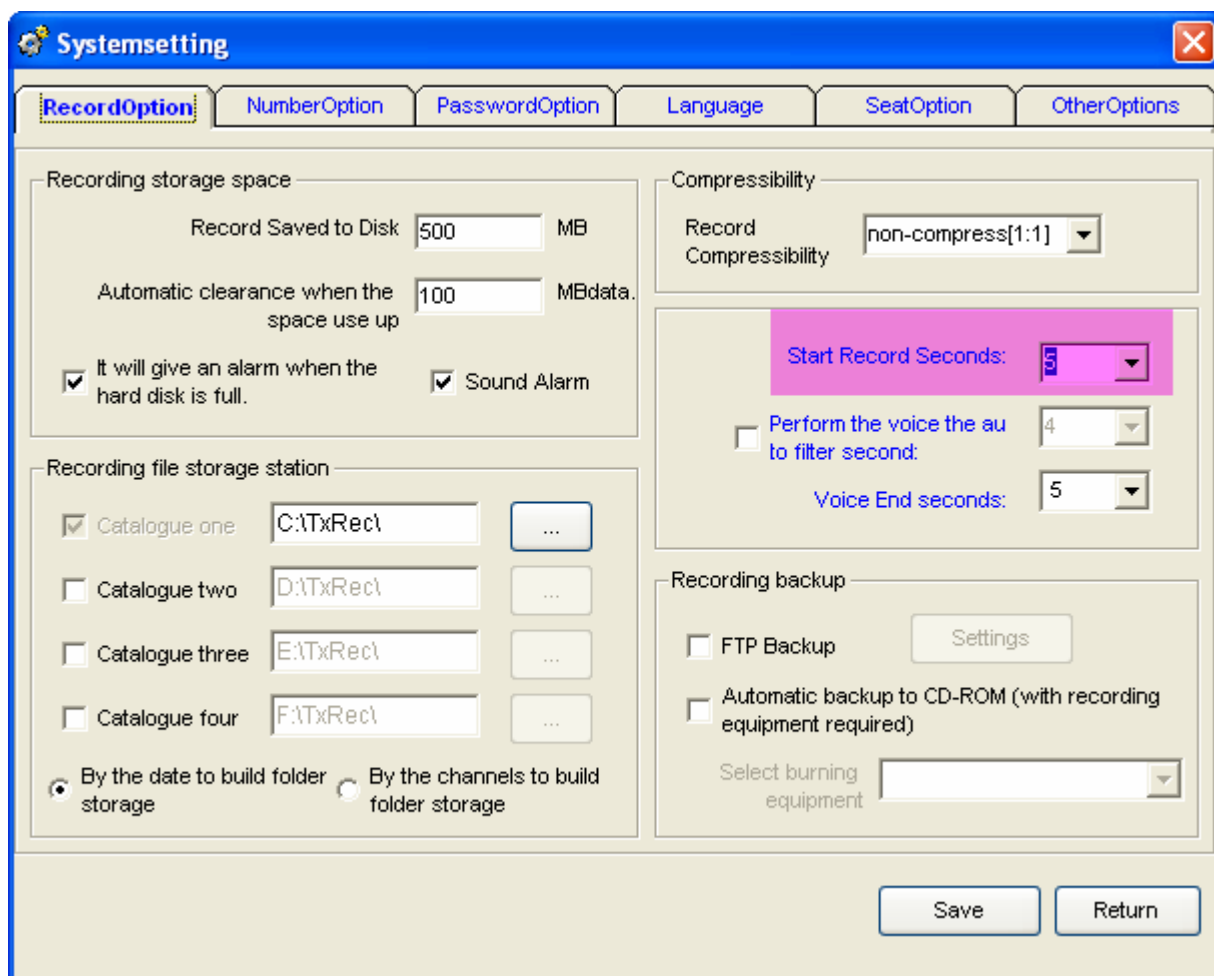 Systemsetting
RecordOption
NumberOption
PasswordOption
Language
SeatOption
OtherOptions
Recording storage space
Record Saved to Disk
500
MB
Automatic clearance when the
space use up
100
MBdata.
It will give an alarm when the
hard disk is full.
Sound Alarm
Recording file storage station
Catalogue one
C:\TxRec\
...
Catalogue two
D:\TxRec\
...
Catalogue three
E:\TxRec\
...
Catalogue four
F:\TxRec\
...
By the date to build folder
storage
By the channels to build
folder storage
Compressibility
Record
Compressibility
non-compress[1:1]
Start Record Seconds:
5
Perform the voice the au
to filter second:
4
Voice End seconds:
5
Recording backup
FTP Backup
Settings
Automatic backup to CD-ROM (with recording
equipment required)
Select burning
equipment
Save
Return